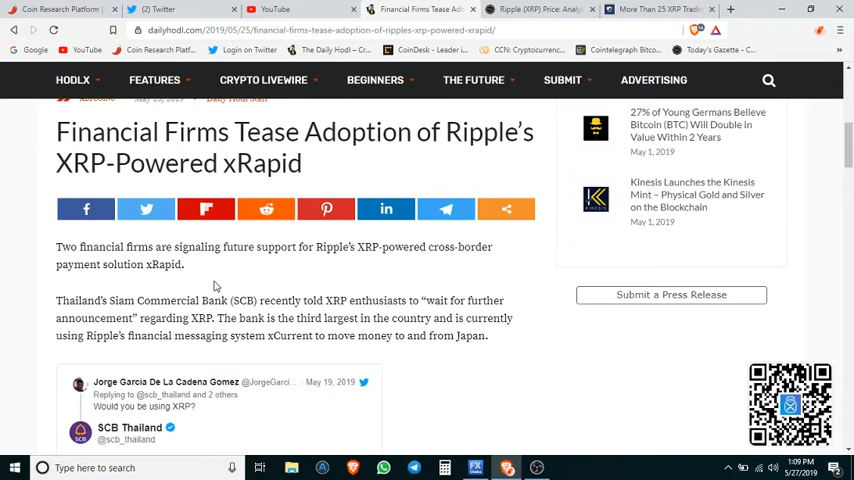 Coin Research Platform |
(2) Twitter
YouTube
Financial Firms Tease Ado
Ripple (XRP) Price: Analys
More Than 25 XRP Tradin
dailyhodl.com/2019/05/25/financial-firms-tease-adoption-of-ripples-xrp-powered-xrapid/
Google
YouTube
Coin Research Platf...
Login on Twitter
The Daily Hodl – Cr...
CoinDesk - Leader i...
CCN: Cryptocurrenc...
Cointelegraph Bitco...
Today's Gazette - C...
HODLX
FEATURES
CRYPTO LIVEWIRE
BEGINNERS
THE FUTURE
SUBMIT
ADVERTISING
Daily Hodl Staff
Financial Firms Tease Adoption of Ripple’s
XRP-Powered xRapid
Two financial firms are signaling future support for Ripple’s XRP-powered cross-border
payment solution xRapid.
Thailand’s Siam Commercial Bank (SCB) recently told XRP enthusiasts to “wait for further
announcement” regarding XRP. The bank is the third largest in the country and is currently
using Ripple’s financial messaging system xCurrent to move money to and from Japan.
Jorge García De La Cadena Gomez @JorgeGarci... · May 19, 2019
Replying to @scb_thailand and 2 others
Would you be using XRP?
SCB Thailand
@scb_thailand
27% of Young Germans Believe
Bitcoin (BTC) Will Double in
Value Within 2 Years
May 1, 2019
Kinesis Launches the Kinesis
Mint – Physical Gold and Silver
on the Blockchain
May 1, 2019
Submit a Press Release
Type here to search
1:09 PM
5/27/2019